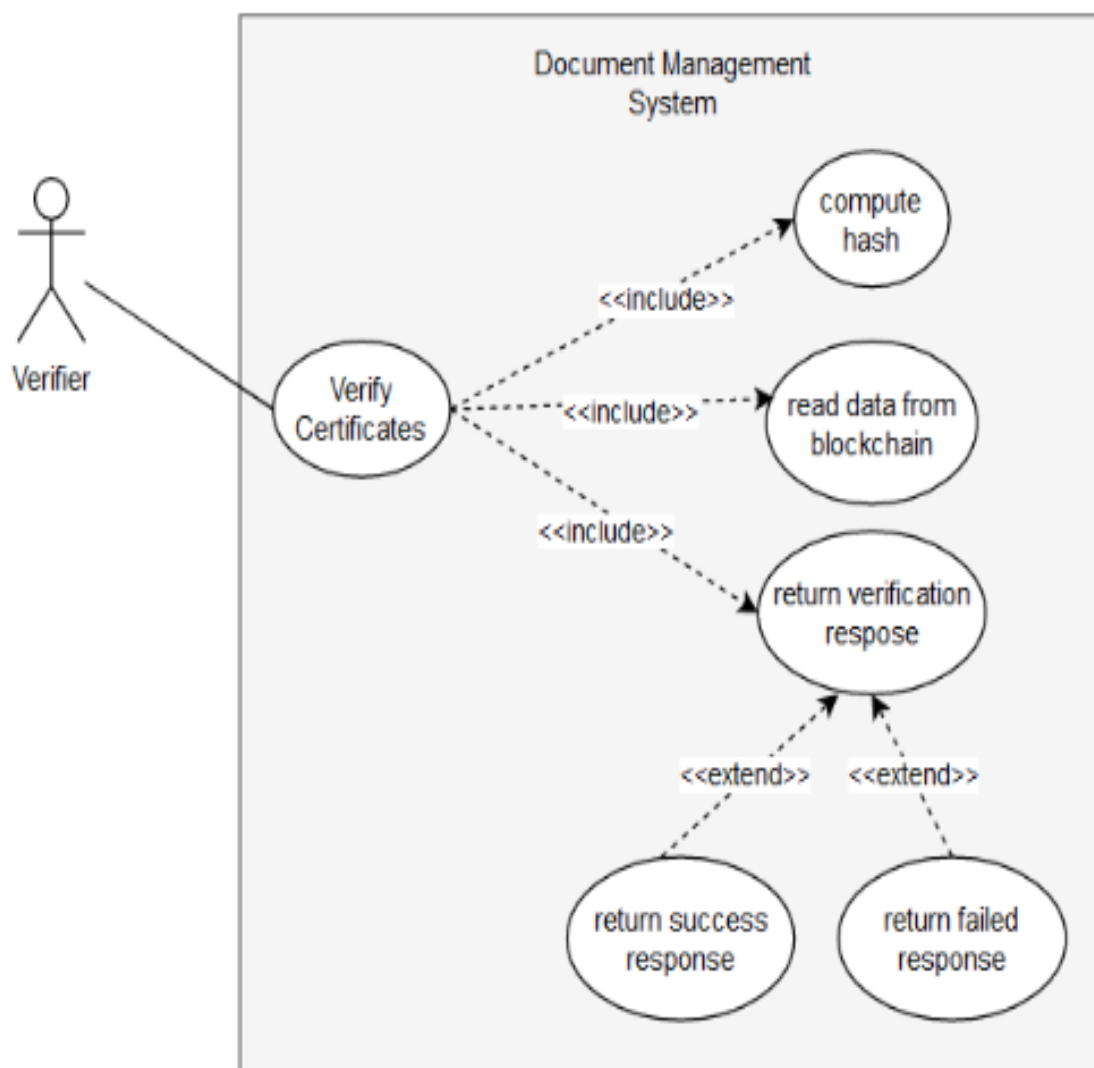 Document Management
System
compute
hash
<<include>>
Verifier
Verify
Certificates
<<include>>
read data from
blockchain
<<include>>
return verification
respose
<<extend>>
<<extend>>
return success
response
return failed
response